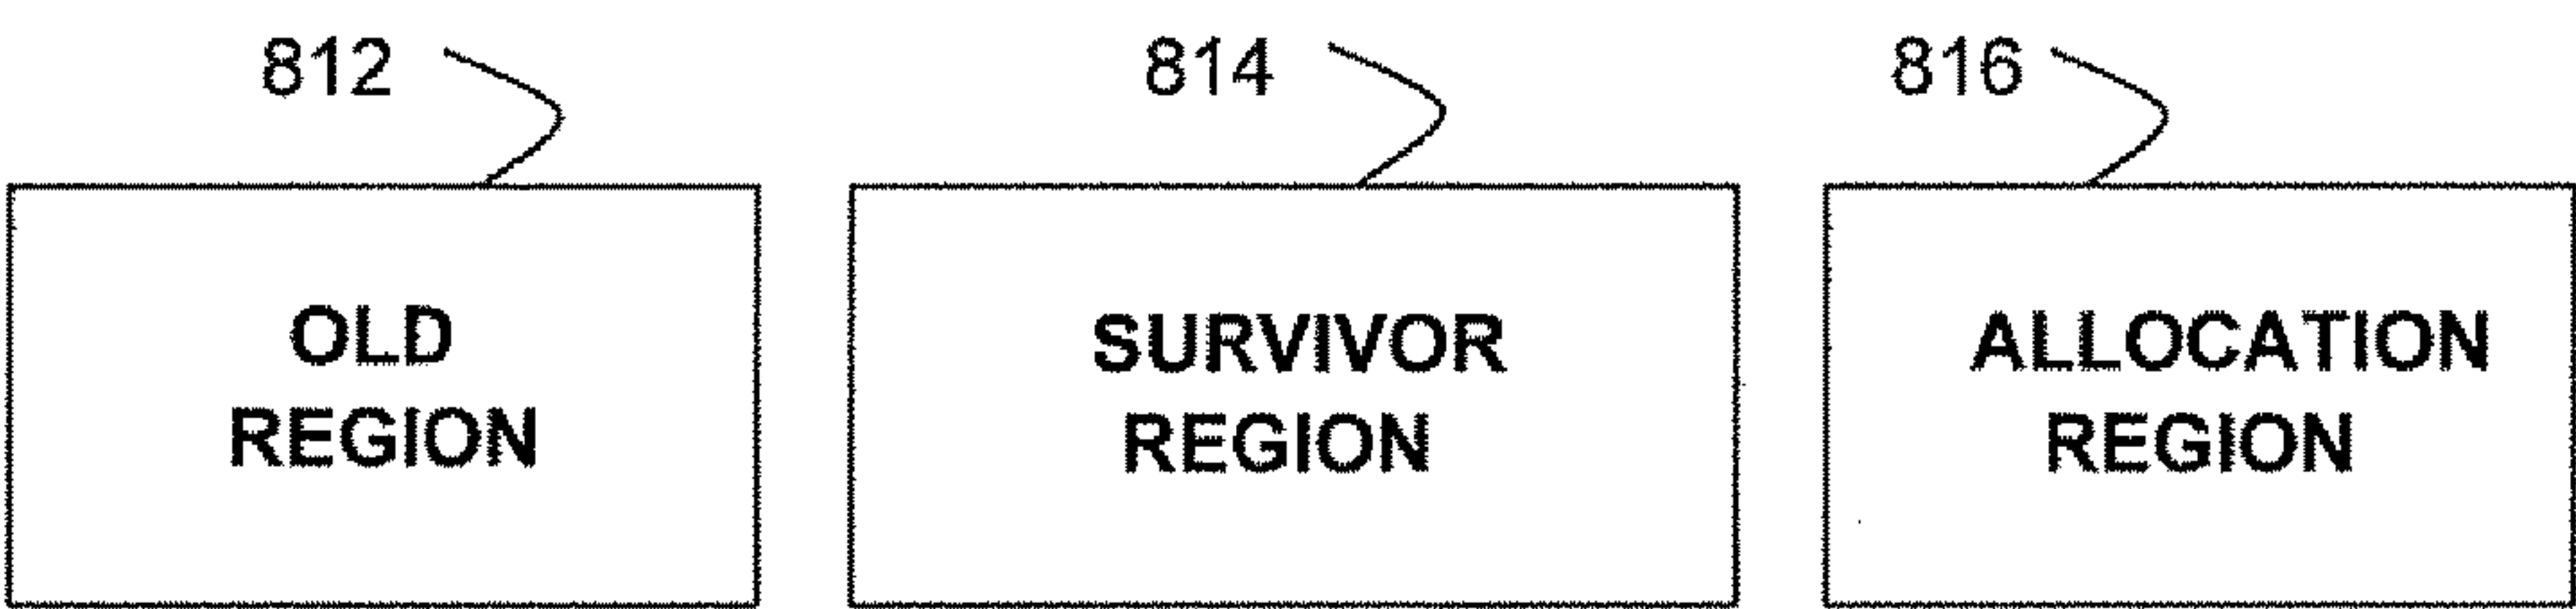 812
814
816
OLD
REGION
SURVIVOR
REGION
ALLOCATION
REGION